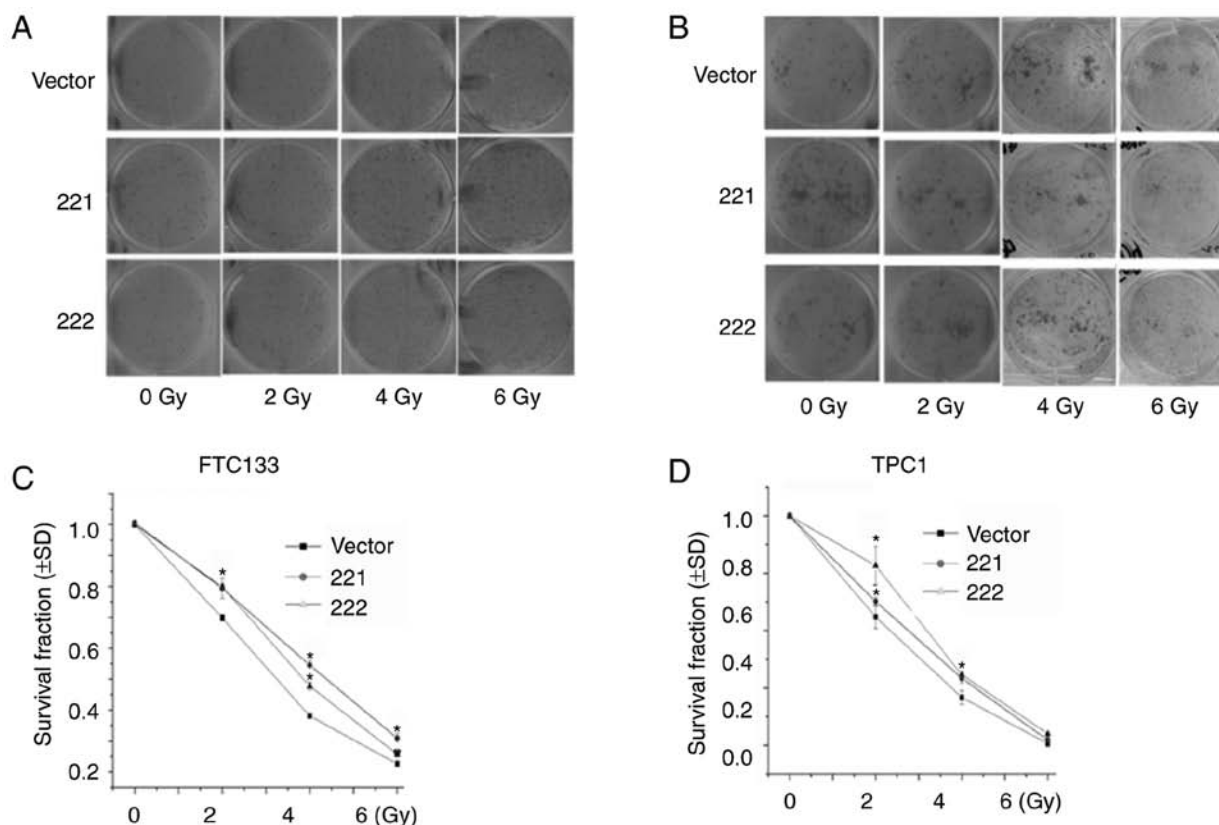 A
Vector
221
222
0 Gy 2 Gy 4 Gy 6 Gy
B
Vector
221
222
0 Gy 2 Gy 4 Gy 6 Gy
C
FTC133
Survival fraction (±SD)
1.0
0.8
0.6
0.4
0.2
Vector
221
222
* * * *
0 2 4 6 (Gy)
D
TPC1
Survival fraction (±SD)
1.0
0.8
0.6
0.4
0.2
0.0
Vector
221
222
* * *
0 2 4 6 (Gy)